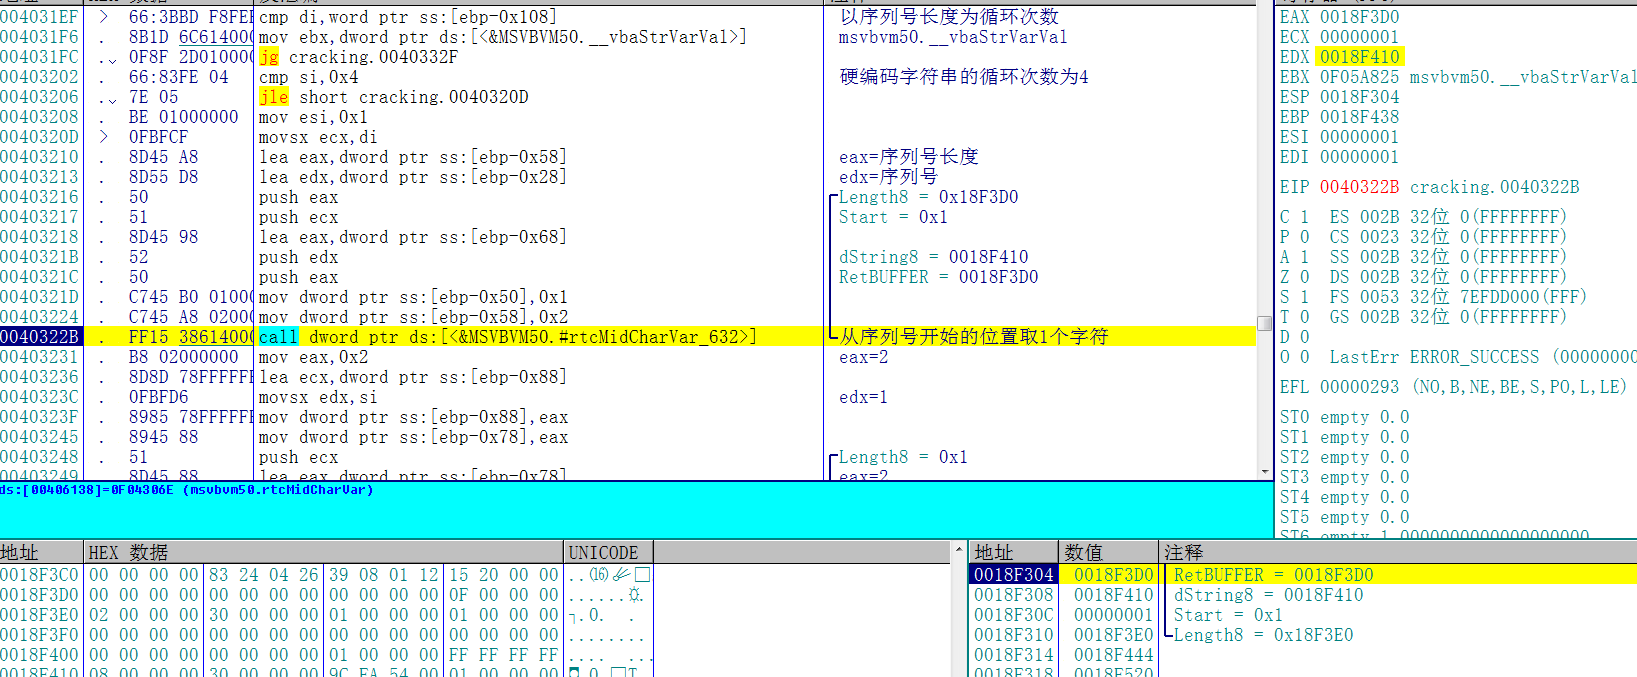 004031EF > 66:3BBD F8FEF cmp di,word ptr ss:[ebp-0x108] 以序列号长度为循环次数
004031F6 . 8B1D 6C614000 mov ebx,dword ptr ds:[<&MSVBVM50.__vbaStrVarVal>] msvbvm50.__vbaStrVarVal
004031FC . 0F8F 2D010000 jg cracking.0040332F
00403202 . 66:83FE 04 cmp si,0x4 硬编码字符串的循环次数为4
00403206 . 7E 05 jle short cracking.0040320D
00403208 . BE 01000000 mov esi,0x1
0040320D > 0FBFCF movsx ecx,di
00403210 . 8D45 A8 lea eax,dword ptr ss:[ebp-0x58] eax=序列号长度
00403213 . 8D55 D8 lea edx,dword ptr ss:[ebp-0x28] edx=序列号
00403216 . 50 push eax Length8 = 0x18F3D0
00403217 . 51 push ecx Start = 0x1
00403218 . 8D45 98 lea eax,dword ptr ss:[ebp-0x68]
0040321B . 52 push edx dString8 = 0018F410
0040321C . 50 push eax RetBUFFER = 0018F3D0
0040321D . C745 B0 01000 mov dword ptr ss:[ebp-0x50],0x1
00403224 . C745 A8 02000 mov dword ptr ss:[ebp-0x58],0x2
0040322B . FF15 38614000 call dword ptr ds:[<&MSVBVM50.#rtcMidCharVar_632>] 从序列号开始的位置取1个字符
00403231 . B8 02000000 mov eax,0x2 eax=2
00403236 . 8D8D 78FFFFFF lea ecx,dword ptr ss:[ebp-0x88]
0040323C . 0FBFD6 movsx edx,si edx=1
0040323F . 8985 78FFFFFF mov dword ptr ss:[ebp-0x88],eax
00403245 . 8945 88 mov dword ptr ss:[ebp-0x78],eax
00403248 . 51 push ecx Length8 = 0x1
00403249 . 8D45 88 lea eax,dword ptr ss:[ebp-0x78] eax=2
ds:[00406138]=0F04306E (msvbvm50.rtcMidCharVar)
EAX 0018F3D0
ECX 00000001
EDX 0018F410
EBX 0F05A825 msvbvm50.__vbaStrVarVal
ESP 0018F304
EBP 0018F438
ESI 00000001
EDI 00000001
EIP 0040322B cracking.0040322B
C 1 ES 002B 32位 0(FFFFFFFF)
P 0 CS 0023 32位 0(FFFFFFFF)
A 1 SS 002B 32位 0(FFFFFFFF)
Z 0 DS 002B 32位 0(FFFFFFFF)
S 1 FS 0053 32位 7EFDD000(FFF)
T 0 GS 002B 32位 0(FFFFFFFF)
D 0
O 0 LastErr ERROR_SUCCESS (00000000
EFL 00000293 (NO,B,NE,BE,S,PO,L,LE)
ST0 empty 0.0
ST1 empty 0.0
ST2 empty 0.0
ST3 empty 0.0
ST4 empty 0.0
ST5 empty 0.0
ST6 empty 1.0000000000000000000
地址 HEX 数据 UNICODE
0018F3C0 00 00 00 00 83 24 04 26 39 08 01 12 15 20 00 00
0018F3D0 00 00 00 00 00 00 00 00 00 00 00 00 0F 00 00 00
0018F3E0 02 00 00 00 30 00 00 00 01 00 00 00 01 00 00 00
0018F3F0 00 00 00 00 00 00 00 00 00 00 00 00 00 00 00 00 ........
0018F400 00 00 00 00 00 00 00 00 01 00 00 00 FF FF FF FF .... ...
0018F410 08 00 00 00 30 00 00 00 9C EA 54 00 01 00 00 00
地址 数值 注释
0018F304 0018F3D0 RetBUFFER = 0018F3D0
0018F308 0018F410 dString8 = 0018F410
0018F30C 00000001 Start = 0x1
0018F310 0018F3E0 Length8 = 0x18F3E0
0018F314 0018F444
0018F318 0018F520